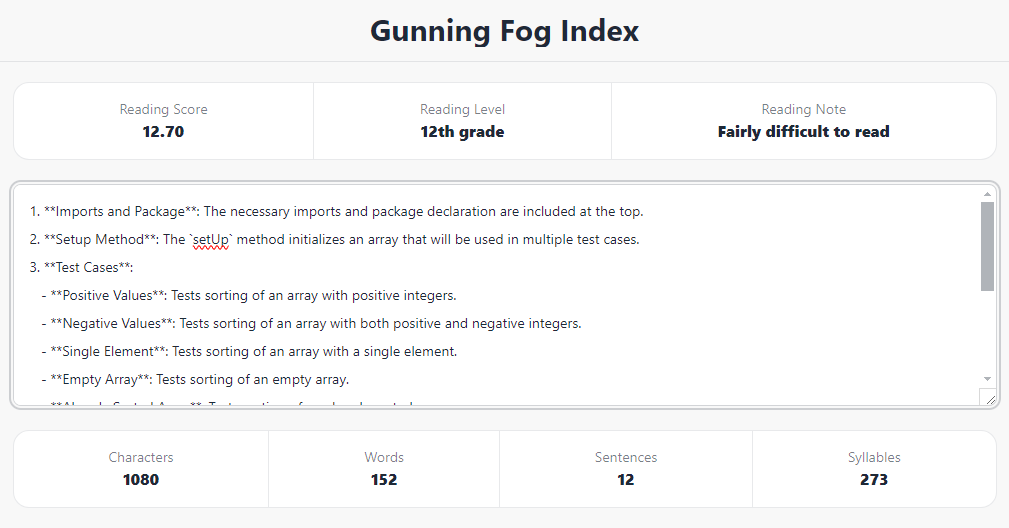 Gunning Fog Index
Reading Score
12.70
Reading Level
12th grade
Reading Note
Fairly difficult to read
1. **Imports and Package**: The necessary imports and package declaration are included at the top.
2. **Setup Method**: The `setUp` method initializes an array that will be used in multiple test cases.
3. **Test Cases**:
- **Positive Values**: Tests sorting of an array with positive integers.
- **Negative Values**: Tests sorting of an array with both positive and negative integers.
- **Single Element**: Tests sorting of an array with a single element.
- **Empty Array**: Tests sorting of an empty array.
Characters
1080
Words
152
Sentences
12
Syllables
273